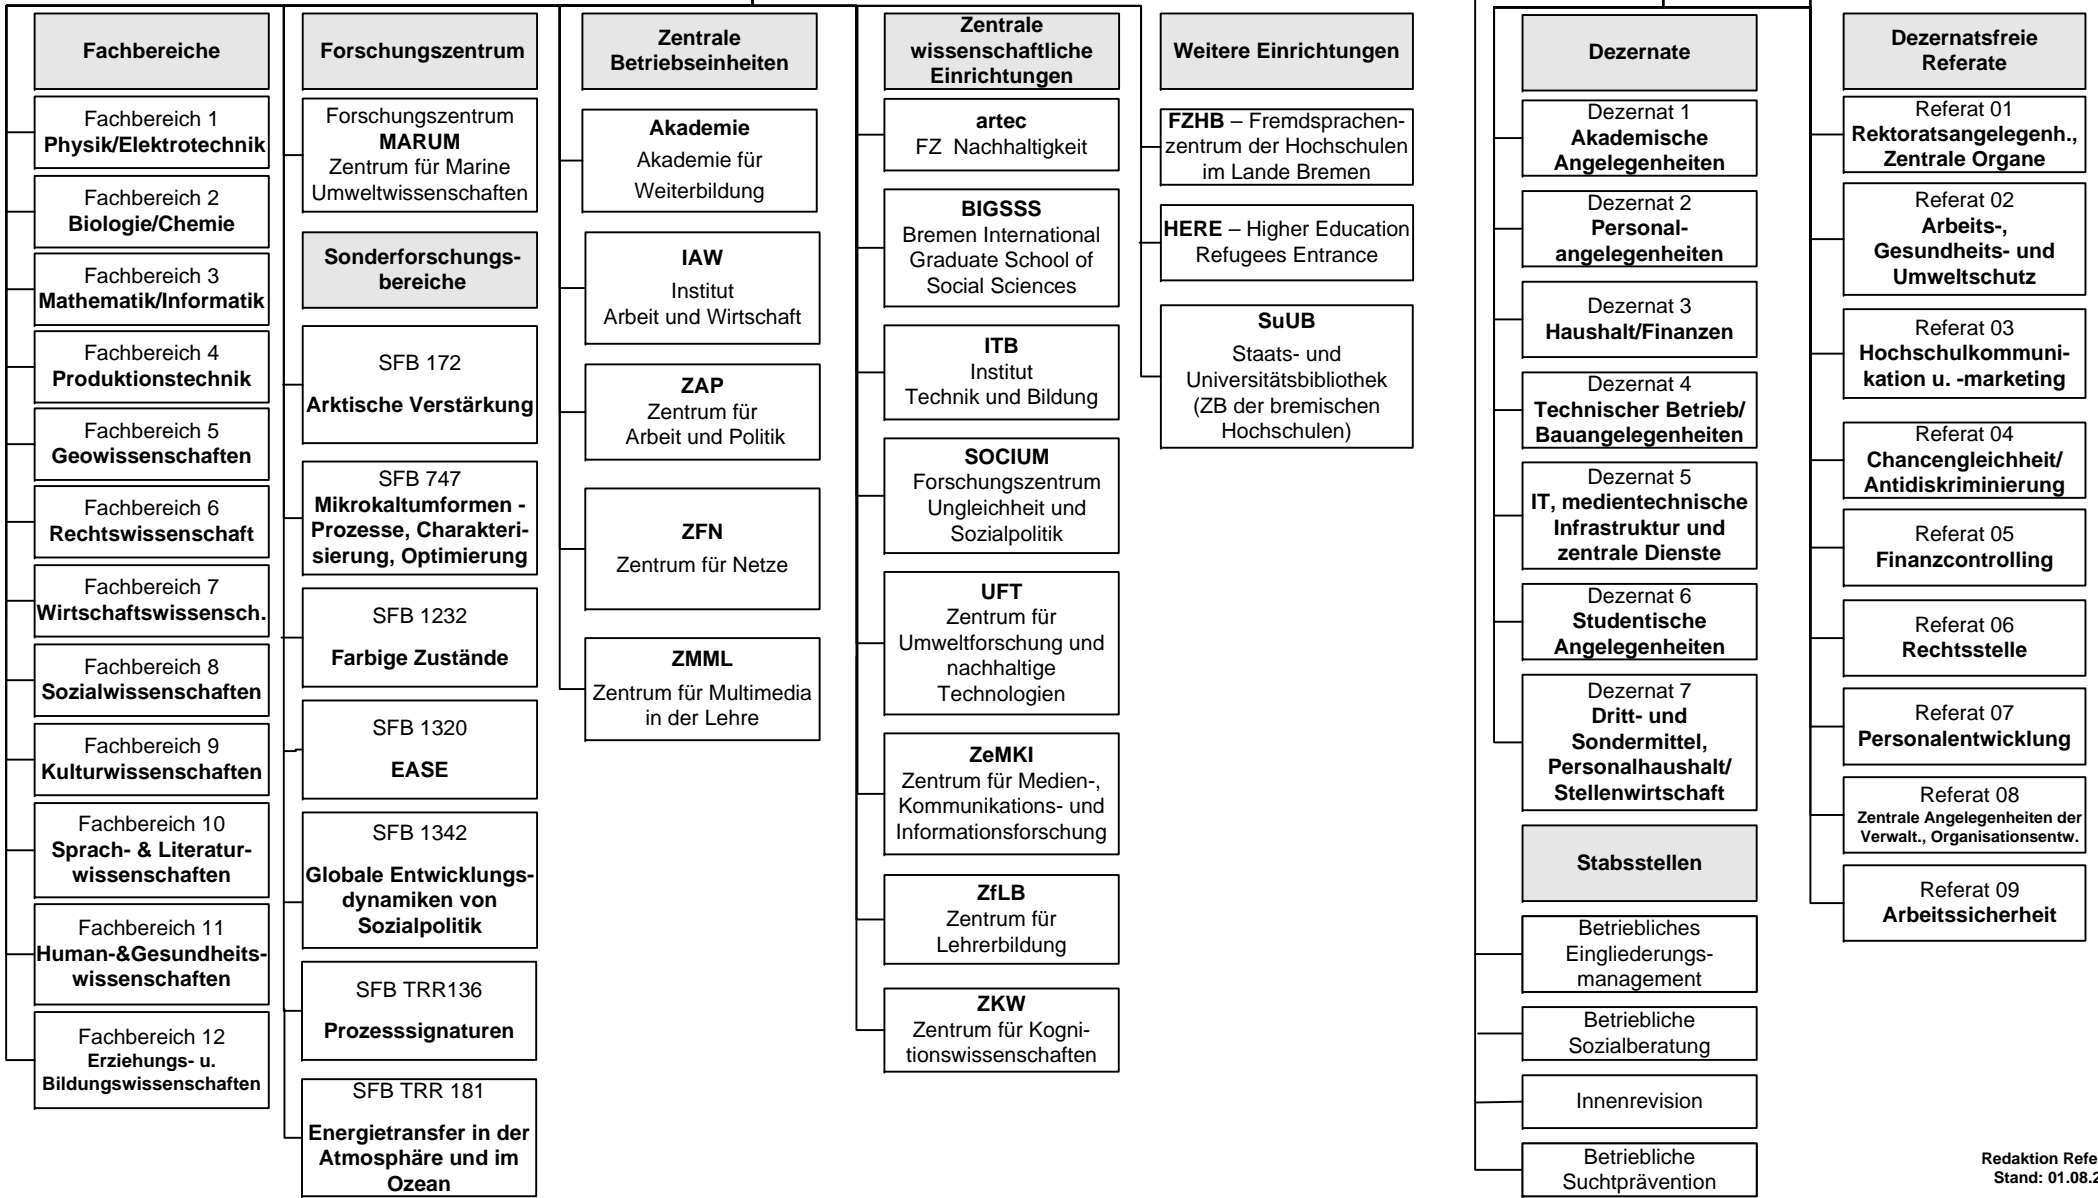 Fachbereiche
Fachbereich 1
Physik/Elektrotechnik
Fachbereich 2
Biologie/Chemie
Fachbereich 3
Mathematik/Informatik
Fachbereich 4
Produktionstechnik
Fachbereich 5
Geowissenschaften
Fachbereich 6
Rechtswissenschaft
Fachbereich 7
Wirtschaftswissensch.
Fachbereich 8
Sozialwissenschaften
Fachbereich 9
Kulturwissenschaften
Fachbereich 10
Sprach- & Literatur-
wissenschaften
Fachbereich 11
Human-&Gesundheits-
wissenschaften
Fachbereich 12
Erziehungs- u.
Bildungswissenschaften
Forschungszentrum
Forschungszentrum
MARUM
Zentrum für Marine
Umweltwissenschaften
Sonderforschungs-
bereiche
SFB 172
Arktische Verstärkung
SFB 747
Mikrokaltumformen -
Prozesse, Charakteri-
sierung, Optimierung
SFB 1232
Farbige Zustände
SFB 1320
EASE
SFB 1342
Globale Entwicklungs-
dynamiken von
Sozialpolitik
SFB TRR136
Prozesssignaturen
SFB TRR 181
Energietransfer in der
Atmosphäre und im
Ozean
Zentrale
Betriebseinheiten
Akademie
Akademie für
Weiterbildung
IAW
Institut
Arbeit und Wirtschaft
ZAP
Zentrum für
Arbeit und Politik
ZFN
Zentrum für Netze
ZMML
Zentrum für Multimedia
in der Lehre
Zentrale
wissenschaftliche
Einrichtungen
artec
FZ Nachhaltigkeit
BIGSSS
Bremen International
Graduate School of
Social Sciences
ITB
Institut
Technik und Bildung
SOCIUM
Forschungszentrum
Ungleichheit und
Sozialpolitik
UFT
Zentrum für
Umweltforschung und
nachhaltige
Technologien
ZeMKI
Zentrum für Medien-,
Kommunikations- und
Informationsforschung
ZfLB
Zentrum für
Lehrerbildung
ZKW
Zentrum für Kogni-
tionswissenschaften
Weitere Einrichtungen
FZHB – Fremdsprachen-
zentrum der Hochschulen
im Lande Bremen
HERE – Higher Education
Refugees Entrance
SuUB
Staats- und
Universitätsbibliothek
(ZB der bremischen
Hochschulen)
Dezernate
Dezernat 1
Akademische
Angelegenheiten
Dezernat 2
Personal-
angelegenheiten
Dezernat 3
Haushalt/Finanzen
Dezernat 4
Technischer Betrieb/
Bauangelegenheiten
Dezernat 5
IT, medientechnische
Infrastruktur und
zentrale Dienste
Dezernat 6
Studentische
Angelegenheiten
Dezernat 7
Dritt- und
Sondermittel,
Personalhaushalt/
Stellenwirtschaft
Stabsstellen
Betriebliches
Eingliederungs-
management
Betriebliche
Sozialberatung
Innenrevision
Betriebliche
Suchtprävention
Dezernatsfreie
Referate
Referat 01
Rektoratsangelegenh.,
Zentrale Organe
Referat 02
Arbeits-,
Gesundheits- und
Umweltschutz
Referat 03
Hochschulkommuni-
kation u. -marketing
Referat 04
Chancengleichheit/
Antidiskriminierung
Referat 05
Finanzcontrolling
Referat 06
Rechtsstelle
Referat 07
Personalentwicklung
Referat 08
Zentrale Angelegenheiten der
Verwalt., Organisationsentw.
Referat 09
Arbeitssicherheit
Redaktion Refe
Stand: 01.08.2